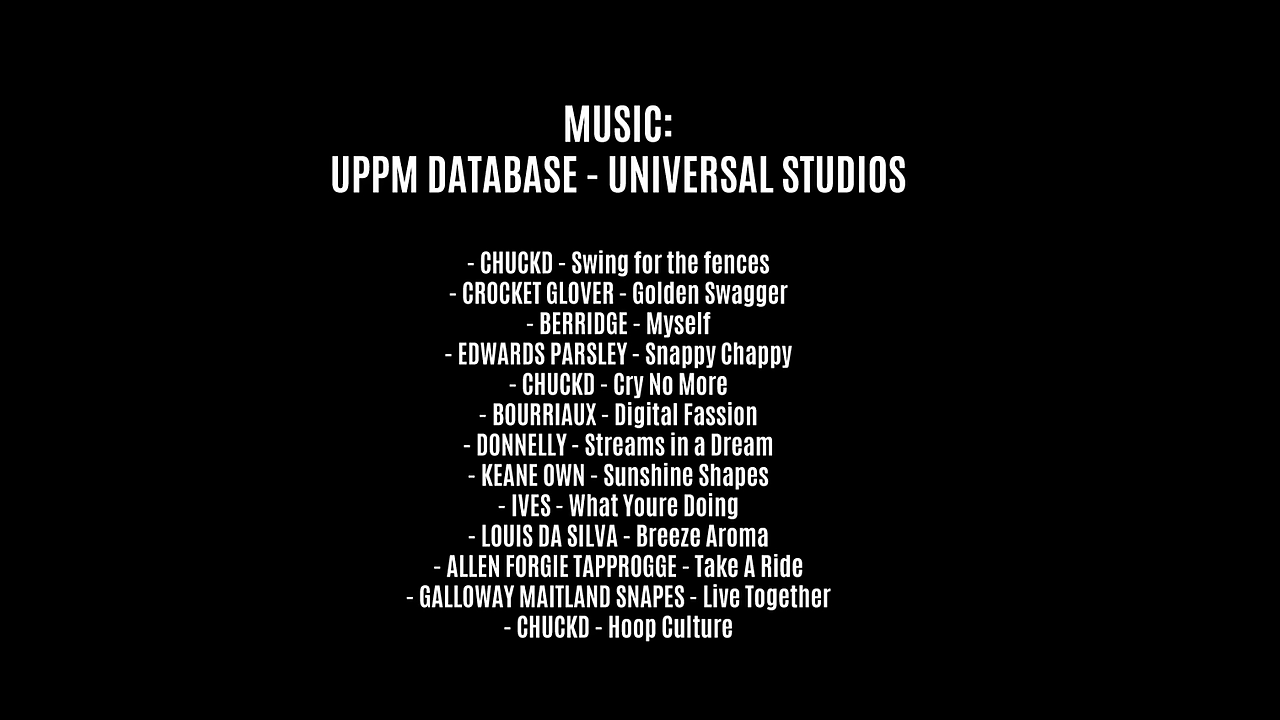 MUSIC:
UPPM DATABASE - UNIVERSAL STUDIOS
- CHUCKD - Swing for the fences
- CROCKET GLOVER - Golden Swagger
- BERRIDGE - Myself
- EDWARDS PARSLEY - Snappy Chappy
- CHUCKD - Cry No More
- BOURRIAUX - Digital Fassion
- DONNELLY - Streams in a Dream
- KEANE OWN - Sunshine Shapes
- IVES - What Youre Doing
- LOUIS DA SILVA - Breeze Aroma
- ALLEN FORGIE TAPPROGGE - Take A Ride
- GALLOWAY MAITLAND SNAPES - Live Together
- CHUCKD - Hoop Culture